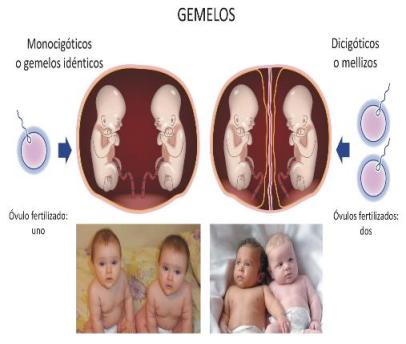 GEMELOS
Monocigóticos
o gemelos idénticos
Dicigóticos
o mellizos
Óvulo fertilizado:
uno
Óvulos fertilizados:
dos